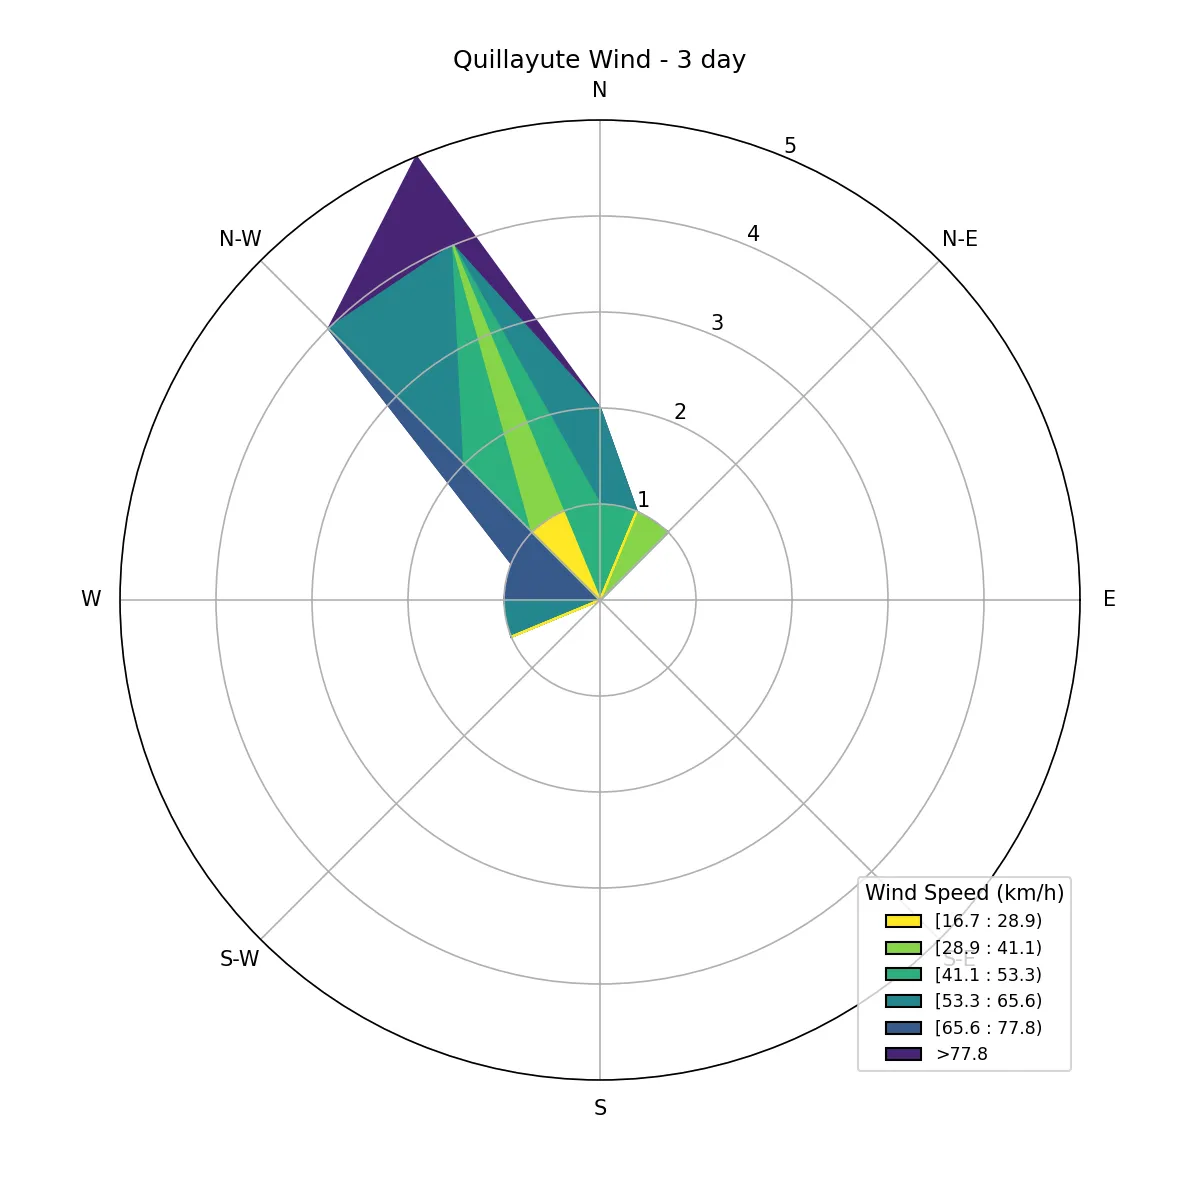 Quillayute Wind - 3 day
N
5
4
N-W
N-E
3
2
1
W
E
Wind Speed (km/h)
[16.7 : 28.9)
[28.9 : 41.1)
S-W
S-E
[41.1 : 53.3)
[53.3 : 65.6)
[65.6 : 77.8)
>77.8
S